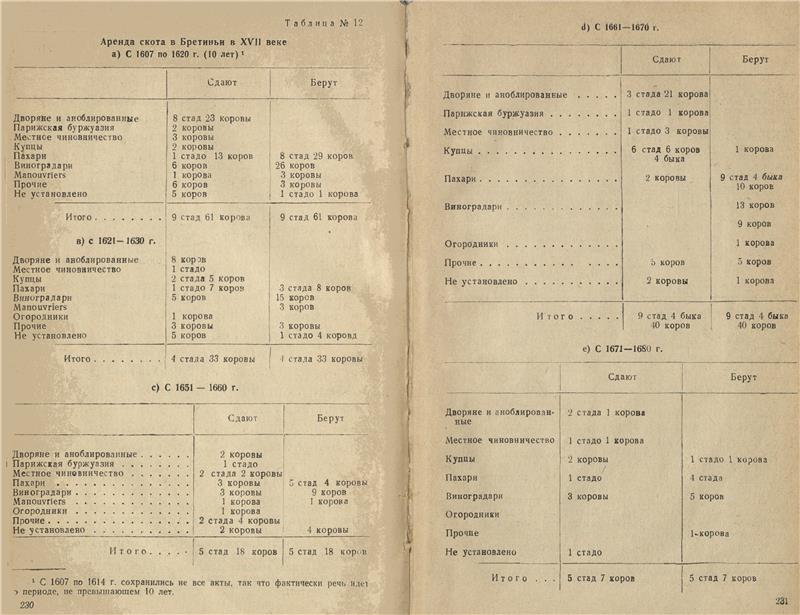 Таблица № 12
Аренда скота в Бретиньи в XVII веке
а) С 1607 по 1620 г. (10 лет) ¹
Сдают Берут
Дворяне и аноблированные 8 стад 23 коровы
Парижская буржуазия 2 коровы
Местное чиновничество 3 коровы
Купцы 2 коровы
Пахари 1 стадо 13 коров 8 стад 29 коров
Виноградари 6 коров 26 коров
Manouvriers 1 корова 3 коровы
Прочие 6 коров 3 коровы
Не установлено 5 коров 1 стадо 1 корова
Итого . . . . . . . . 9 стад 61 корова 9 стад 61 корова
в) с 1621—1630 г.
Дворяне и аноблированные 8 коров
Местное чиновничество 1 стадо
Купцы 2 стада 5 коров
Пахари 1 стадо 7 коров 3 стада 8 коров
Виноградари 5 коров 15 коров
Manouvriers 3 коров
Огородники 1 корова
Прочие 3 коровы 3 коровы
Не установлено 5 коров 1 стадо 4 коровд
Итого . . . . . . . . 4 стада 33 коровы 4 стада 33 коровы
с) С 1651 — 1660 г.
Сдают Берут
Дворяне и аноблированные . . . . . . 2 коровы
Парижская буржуазия . . . . . . . . 1 стадо
Местное чиновничество . . . . . . . 2 стада 2 коровы
Пахари . . . . . . . . . . . . . . 3 коровы 5 стад 4 коровы
Виноградари . . . . . . . . . . . . 3 коровы 9 коров
Manouvriers . . . . . . . . . . . . 1 корова 1 корова
Огородники . . . . . . . . . . . . 1 корова
Прочие . . . . . . . . . . . . . . 2 стада 4 коровы
Не установлено . . . . . . . . . . 2 коровы 4 коровы
Итого . . . . . 5 стад 18 коров 5 стад 18 коров
¹ С 1607 по 1614 г. сохранились не все акты, так что фактически речь идет
о периоде, не превышающем 10 лет.
230
d) С 1661—1670 г.
Сдают Берут
Дворяне и аноблированные . . . . . 3 стада 21 корова
Парижская буржуазия . . . . . . . . 1 стадо 1 корова
Местное чиновничество . . . . . . . 1 стадо 3 коровы
Купцы . . . . . . . . . . . . . . 6 стад 6 коров 1 корова
4 быка
Пахари . . . . . . . . . . . . . . 2 коровы 9 стад 4 быка
10 коров
Виноградари . . . . . . . . . . . . 13 коров
9 коров
Огородники . . . . . . . . . . . . 1 корова
Прочие . . . . . . . . . . . . . . 5 коров 5 коров
Не установлено . . . . . . . . . . 2 коровы 1 корова
Итого . . . . . 9 стад 4 быка 9 стад 4 быка
40 коров 40 коров
е) С 1671—1680 г.
Сдают Берут
Дворяне и аноблирован- 2 стада 1 корова
ные
Местное чиновничество 1 стадо 1 корова
Купцы 2 коровы 1 стадо 1 корова
Пахари 1 стадо 4 стада
Виноградари 3 коровы 5 коров
Огородники
Прочие 1 корова
Не установлено 1 стадо
Итого . . . 5 стад 7 коров 5 стад 7 коров
231